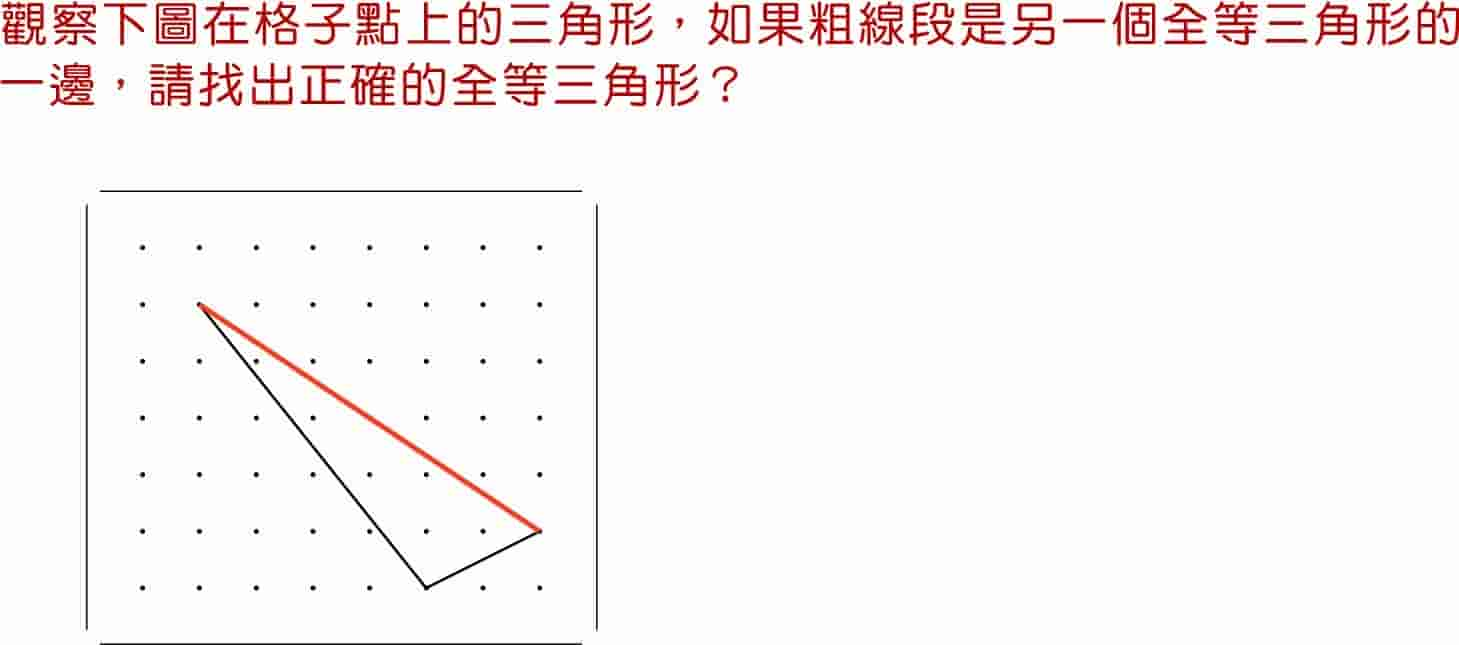 觀察下圖在格子點上的三角形，如果粗線段是另一個全等三角形的
一邊，請找出正確的全等三角形？